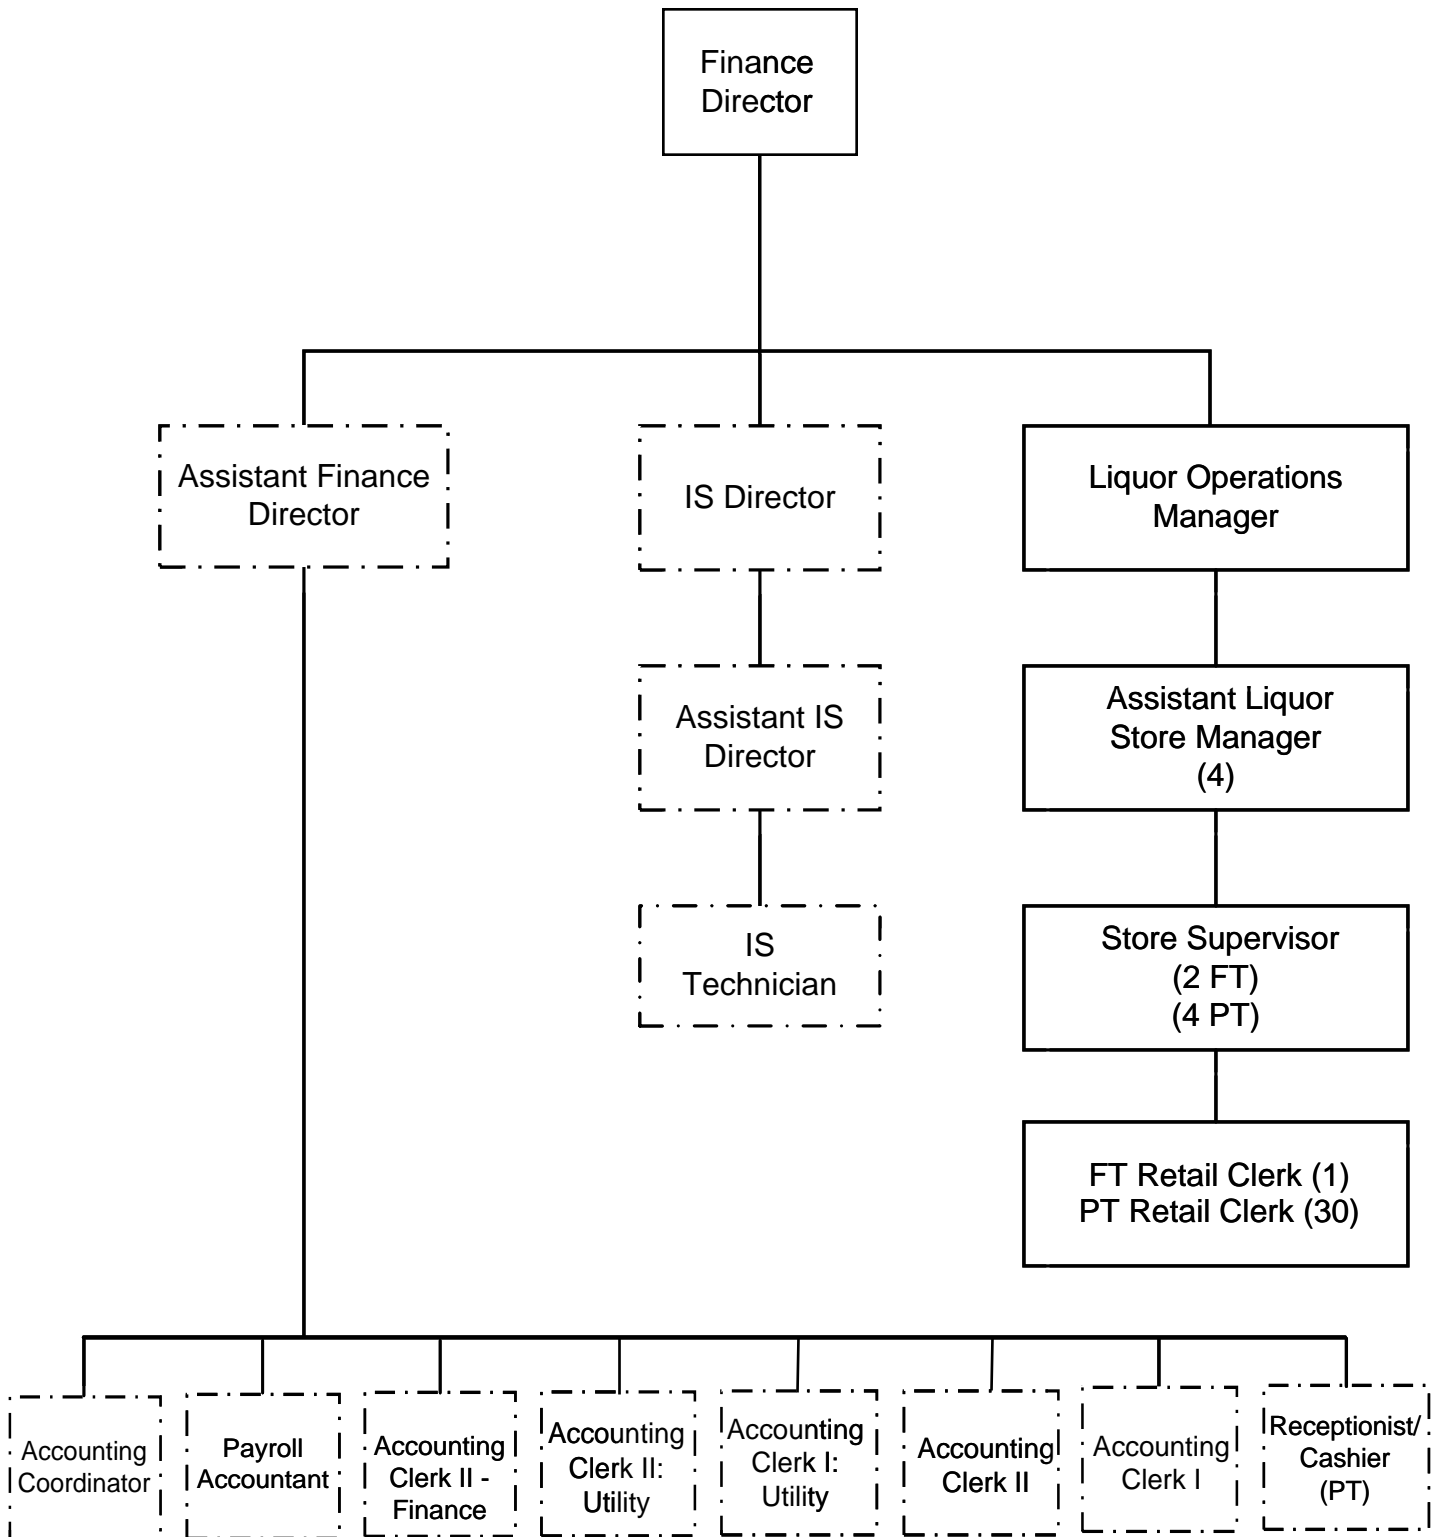 Finance
Director
Assistant Finance
Director
IS Director
Liquor Operations
Manager
Assistant IS
Director
Assistant Liquor
Store Manager
(4)
IS
Technician
Store Supervisor
(2 FT)
(4 PT)
FT Retail Clerk (1)
PT Retail Clerk (30)
Accounting
Coordinator
Payroll
Accountant
Accounting
Clerk II -
Finance
Accounting
Clerk II:
Utility
Accounting
Clerk I:
Utility
Accounting
Clerk II
Accounting
Clerk I
Receptionist/
Cashier
(PT)